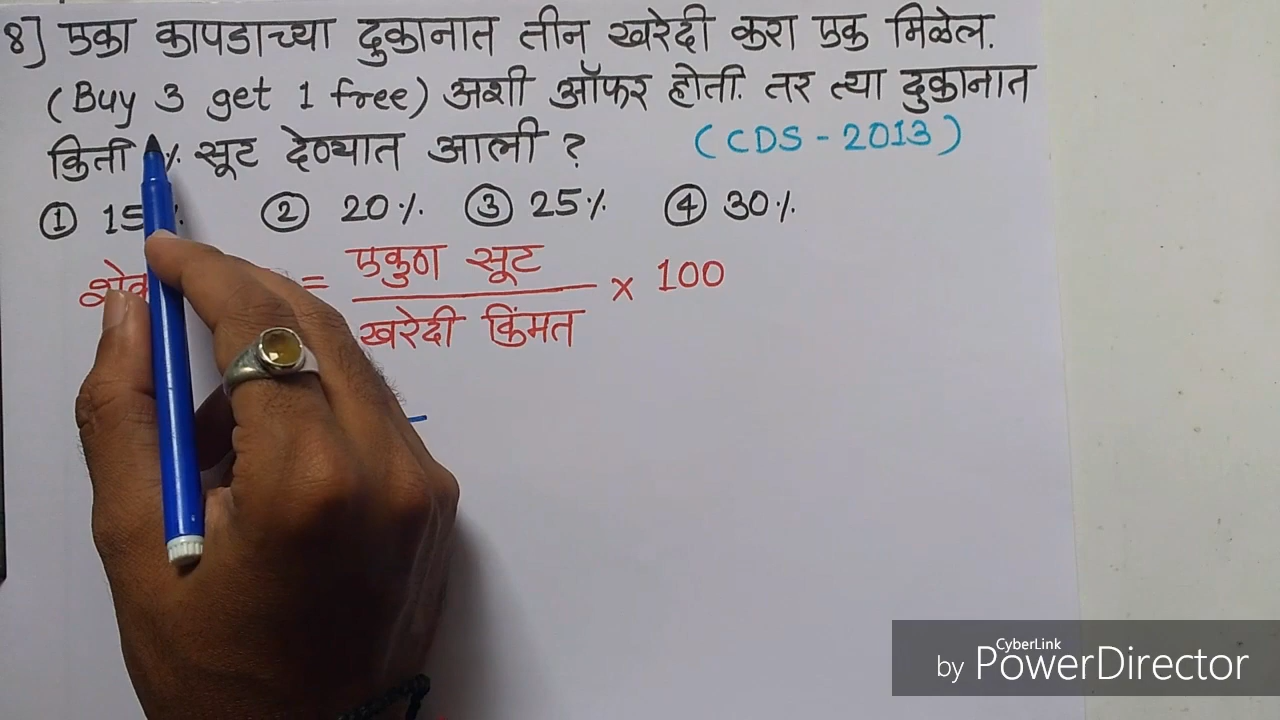 8] एका कापडाच्या दुकानात तीन खरेदी करा एक मिळेल.
(Buy 3 get 1 free) अशी ऑफर होती. तर त्या दुकानात
किती % सूट देण्यात आली ? (CDS - 2013)
① 15% ② 20% ③ 25% ④ 30%
= एकुण सूट × 100
खरेदी किंमत
CyberLink
by PowerDirector